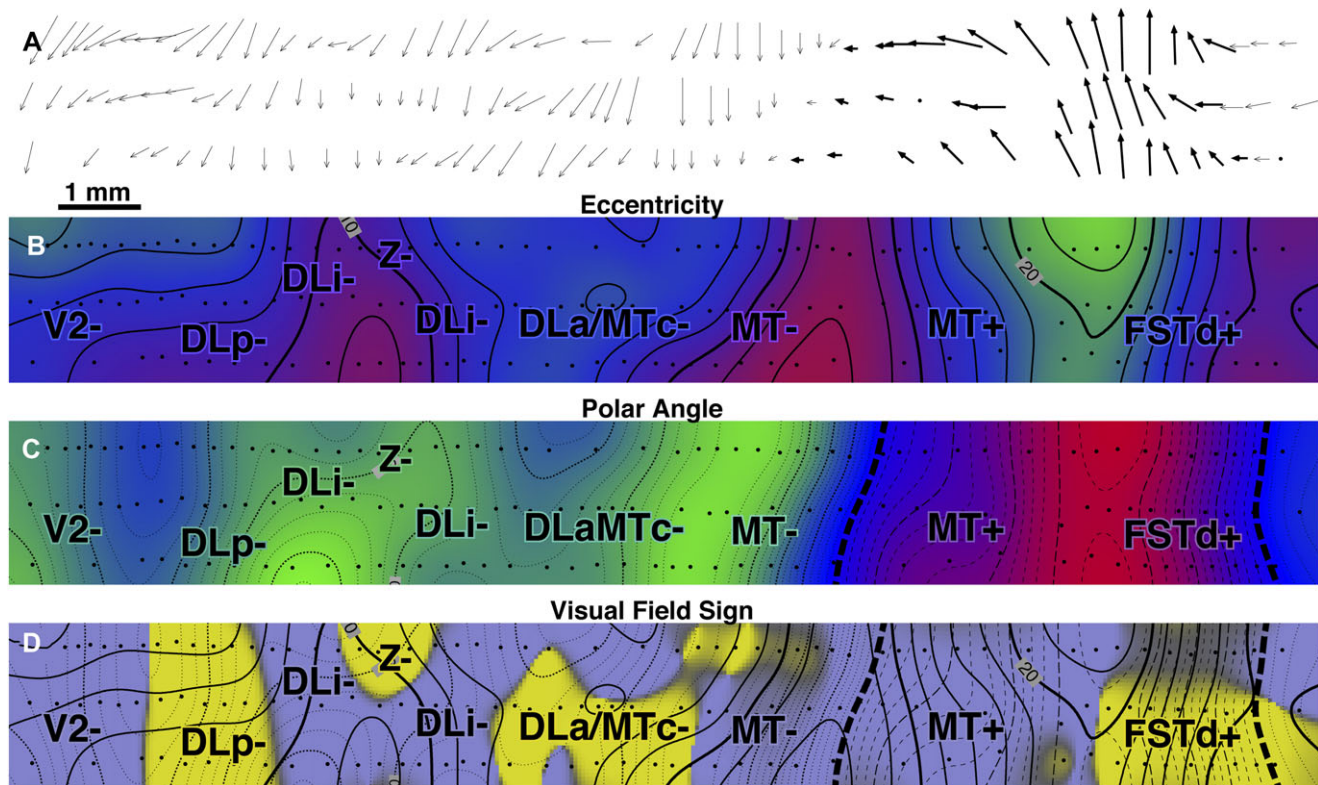 A
1 mm
Eccentricity
B
10
Z-
DLi-
20
V2-
DLp-
DLi-
DLa/MTc-
MT-
MT+
FSTd+
Polar Angle
C
Z-
DLi-
V2-
DLp-
DLi-
DLaMTc-
MT-
MT+
FSTd+
Visual Field Sign
D
Z-
DLi-
20
V2-
DLp-
DLi-
DLa/MTc-
MT-
MT+
FSTd+